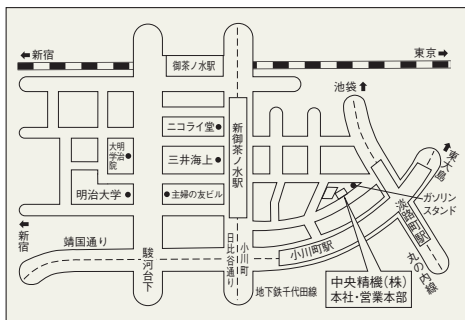 ←新宿
東京→
御茶ノ水駅
池袋↑
ニコライ堂●
新御茶ノ水駅
大明
学治
院●
三井海上●
東大島
明治大学●
●主婦の友ビル
ガソリン
スタンド
淡路町駅
新宿
靖国通り
駿河台下
日比谷通り
小川町
小川町駅
丸の内線
中央精機(株)
本社・営業本部
地下鉄千代田線